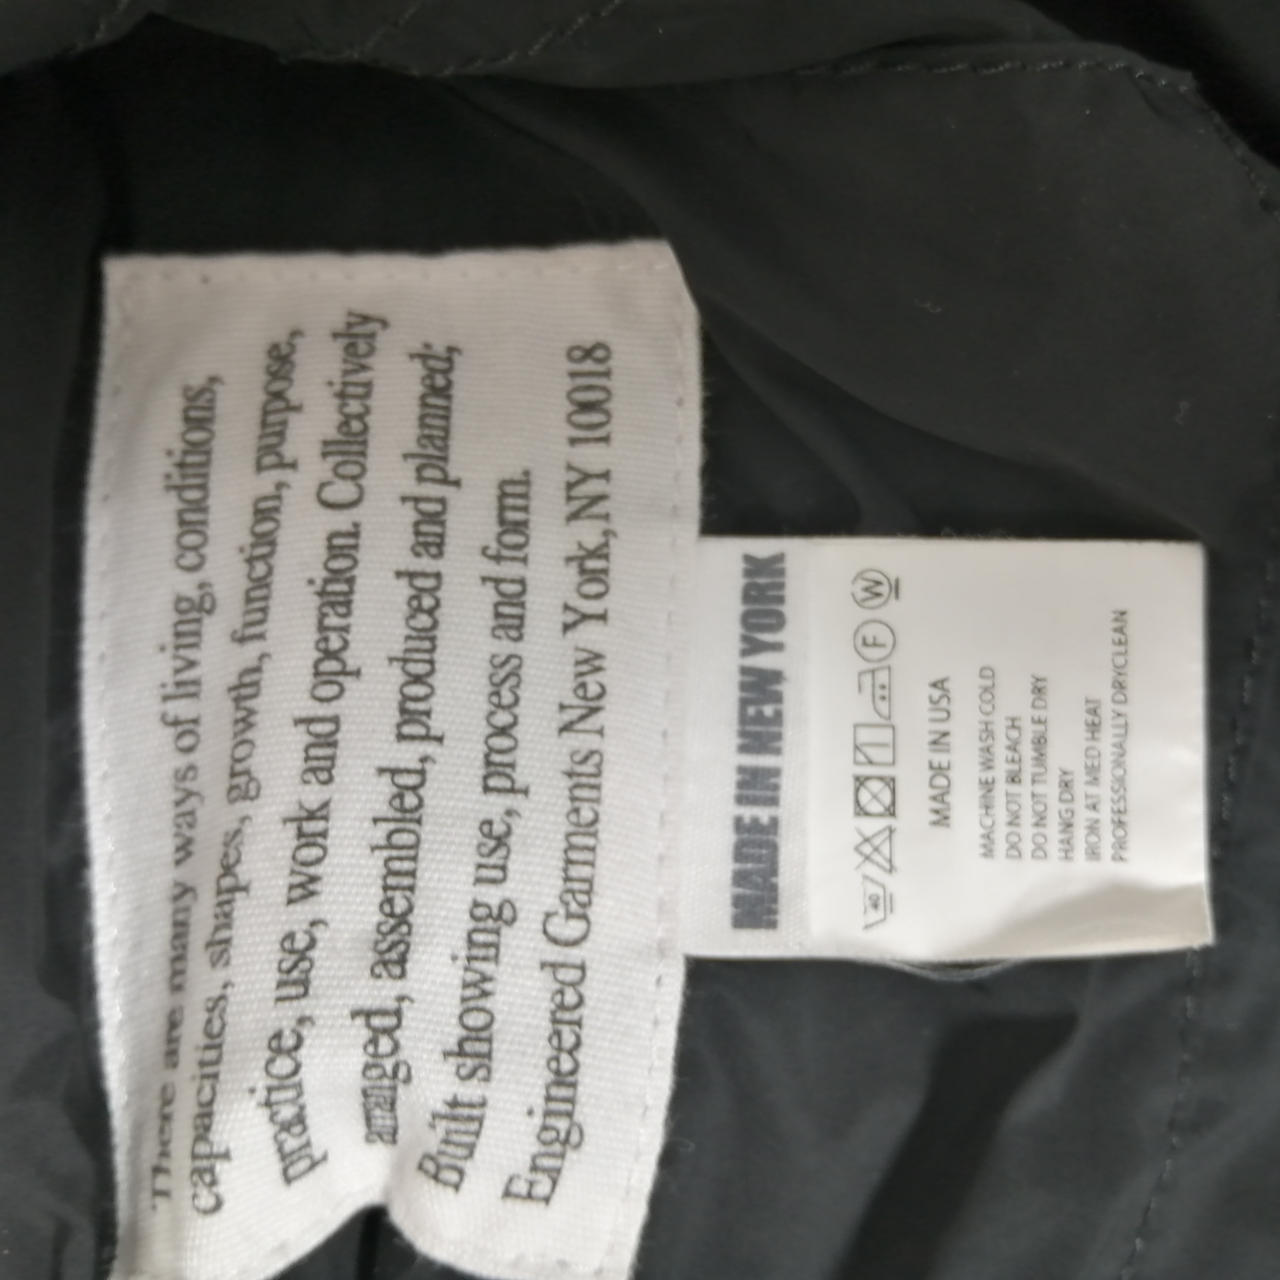 There are many ways of living, conditions,
capacities, shapes, growth, function, purpose,
practice, use, work and operation. Collectively
arranged, assembled, produced and planned;
Built showing use, process and form.
Engineered Garments New York, NY 10018
MADE IN NEW YORK
40 1 F W
MADE IN USA
MACHINE WASH COLD
DO NOT BLEACH
DO NOT TUMBLE DRY
HANG DRY
IRON AT MED HEAT
PROFESSIONALLY DRYCLEAN